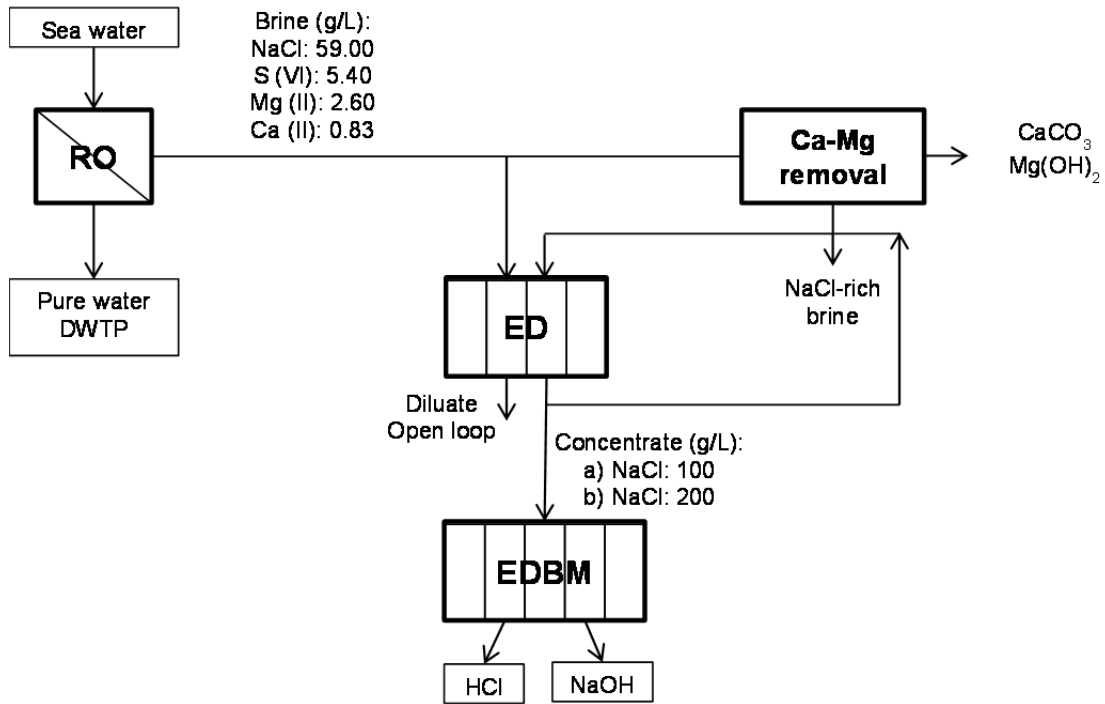 Sea water
Brine (g/L):
NaCl: 59.00
S (VI): 5.40
Mg (II): 2.60
Ca (II): 0.83
RO
Ca-Mg
removal
CaCO₃
Mg(OH)₂
Pure water
DWTP
NaCl-rich
brine
ED
Diluate
Open loop
Concentrate (g/L):
a) NaCl: 100
b) NaCl: 200
EDBM
HCl
NaOH